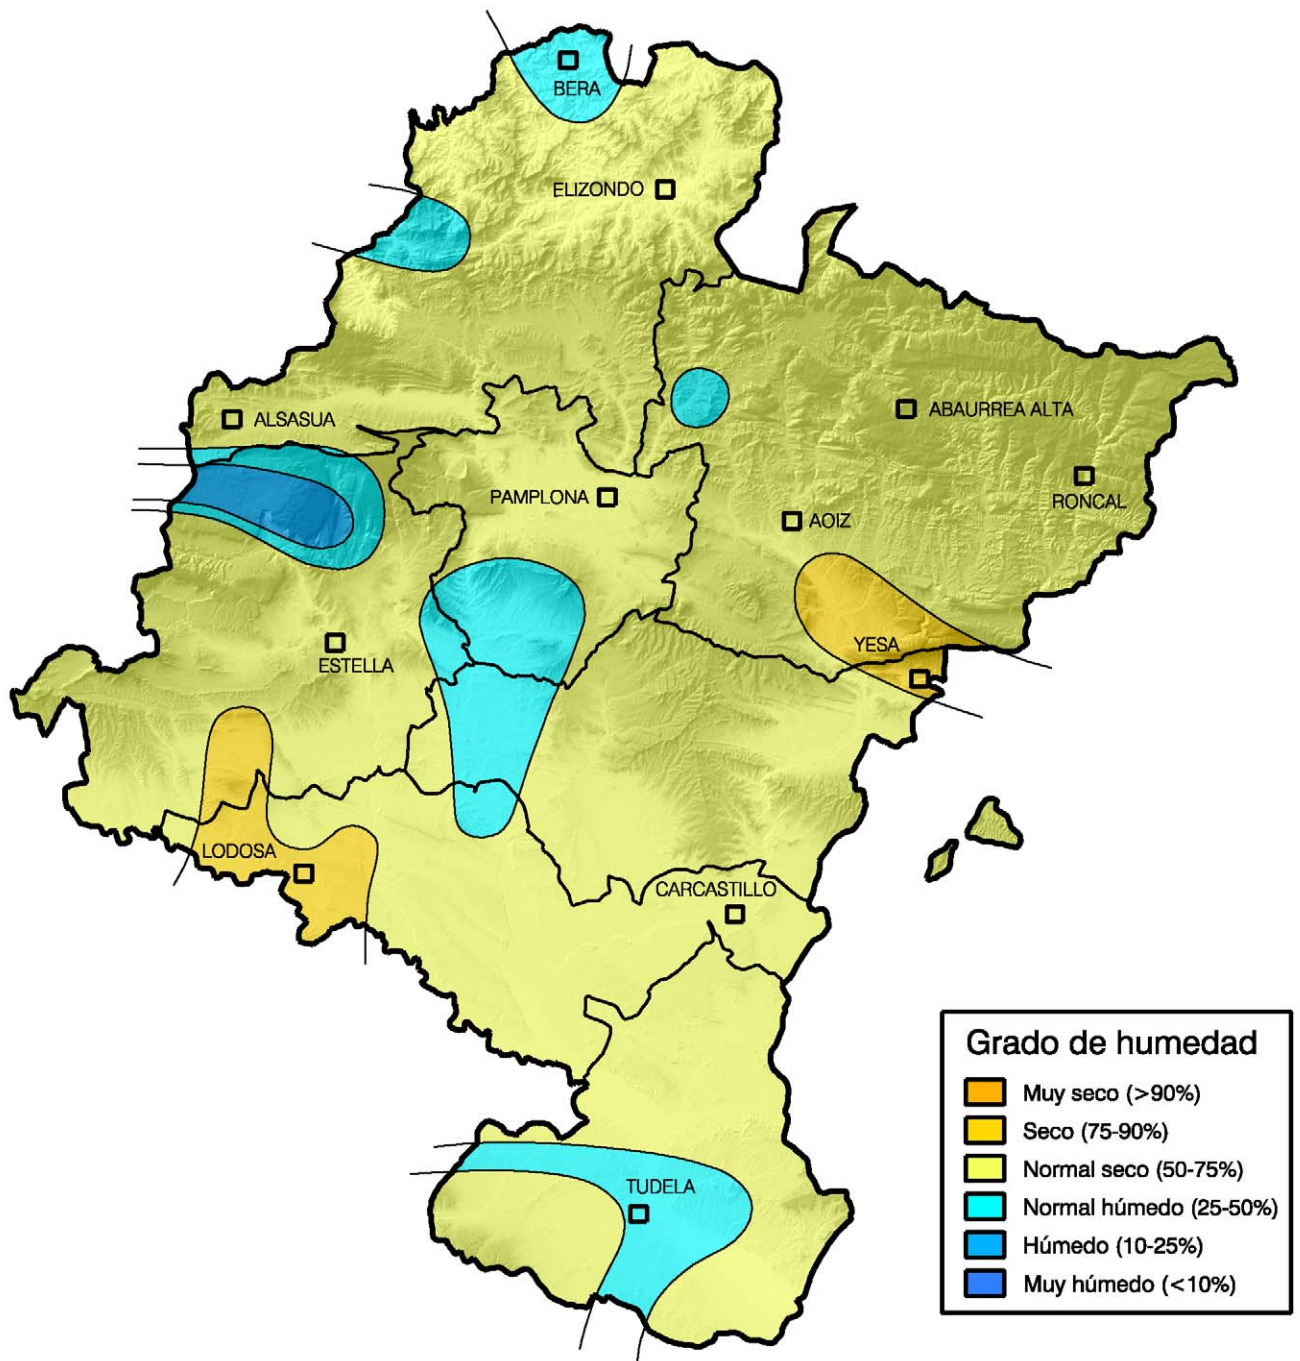 BERA
ELIZONDO
ALSASUA
ABAURREA ALTA
PAMPLONA
RONCAL
AOIZ
YESA
ESTELLA
LODOSA
CARCASTILLO
TUDELA
Grado de humedad
Muy seco (>90%)
Seco (75-90%)
Normal seco (50-75%)
Normal húmedo (25-50%)
Húmedo (10-25%)
Muy húmedo (<10%)